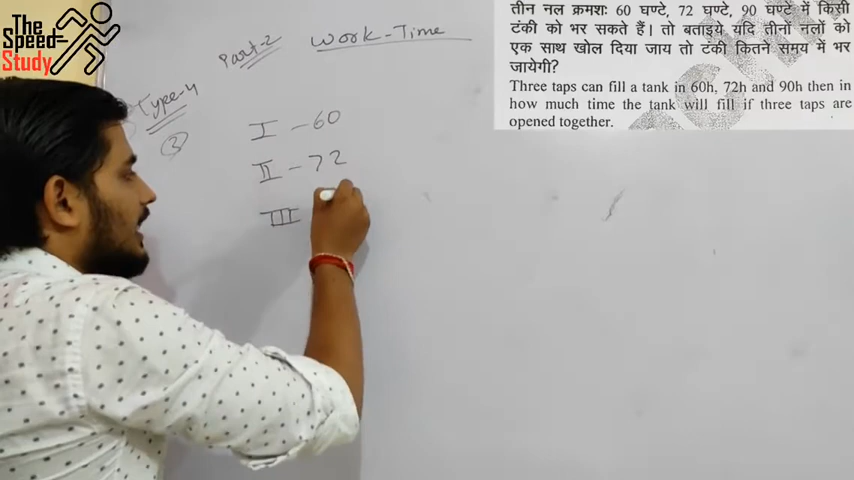 The
Speed-
Study
Part-2 Work-Time
Type-4
3
I - 60
II - 72
III
तीन नल क्रमशः 60 घण्टे, 72 घण्टे, 90 घण्टे में किसी
टंकी को भर सकते हैं। तो बताइये यदि तीनों नलों को
एक साथ खोल दिया जाय तो टंकी कितने समय में भर
जायेगी?
Three taps can fill a tank in 60h, 72h and 90h then in
how much time the tank will fill if three taps are
opened together.